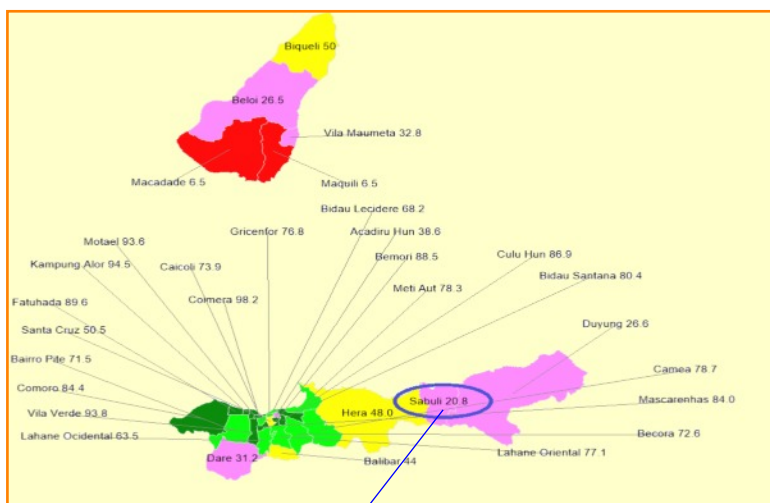 Biqueli 50
Beloi 26.5
Vila Maumeta 32.8
Macadade 6.5
Maquili 6.5
Bidau Lecidere 68.2
Gricenfor 76.8
Acadiru Hun 38.6
Motael 93.6
Culu Hun 86.9
Kampung Alor 94.5
Caicoli 73.9
Bemori 88.5
Bidau Santana 80.4
Coimera 98.2
Meti Aut 78.3
Fatuhada 89.6
Duyung 26.6
Santa Cruz 50.5
Bairro Pite 71.5
Camea 78.7
Comoro 84.4
Sabuli 20.8
Mascarenhas 84.0
Vila Verde 93.8
Hera 48.0
Lahane Ocidental 63.5
Becora 72.6
Dare 31.2
Balibar 44
Lahane Oriental 77.1